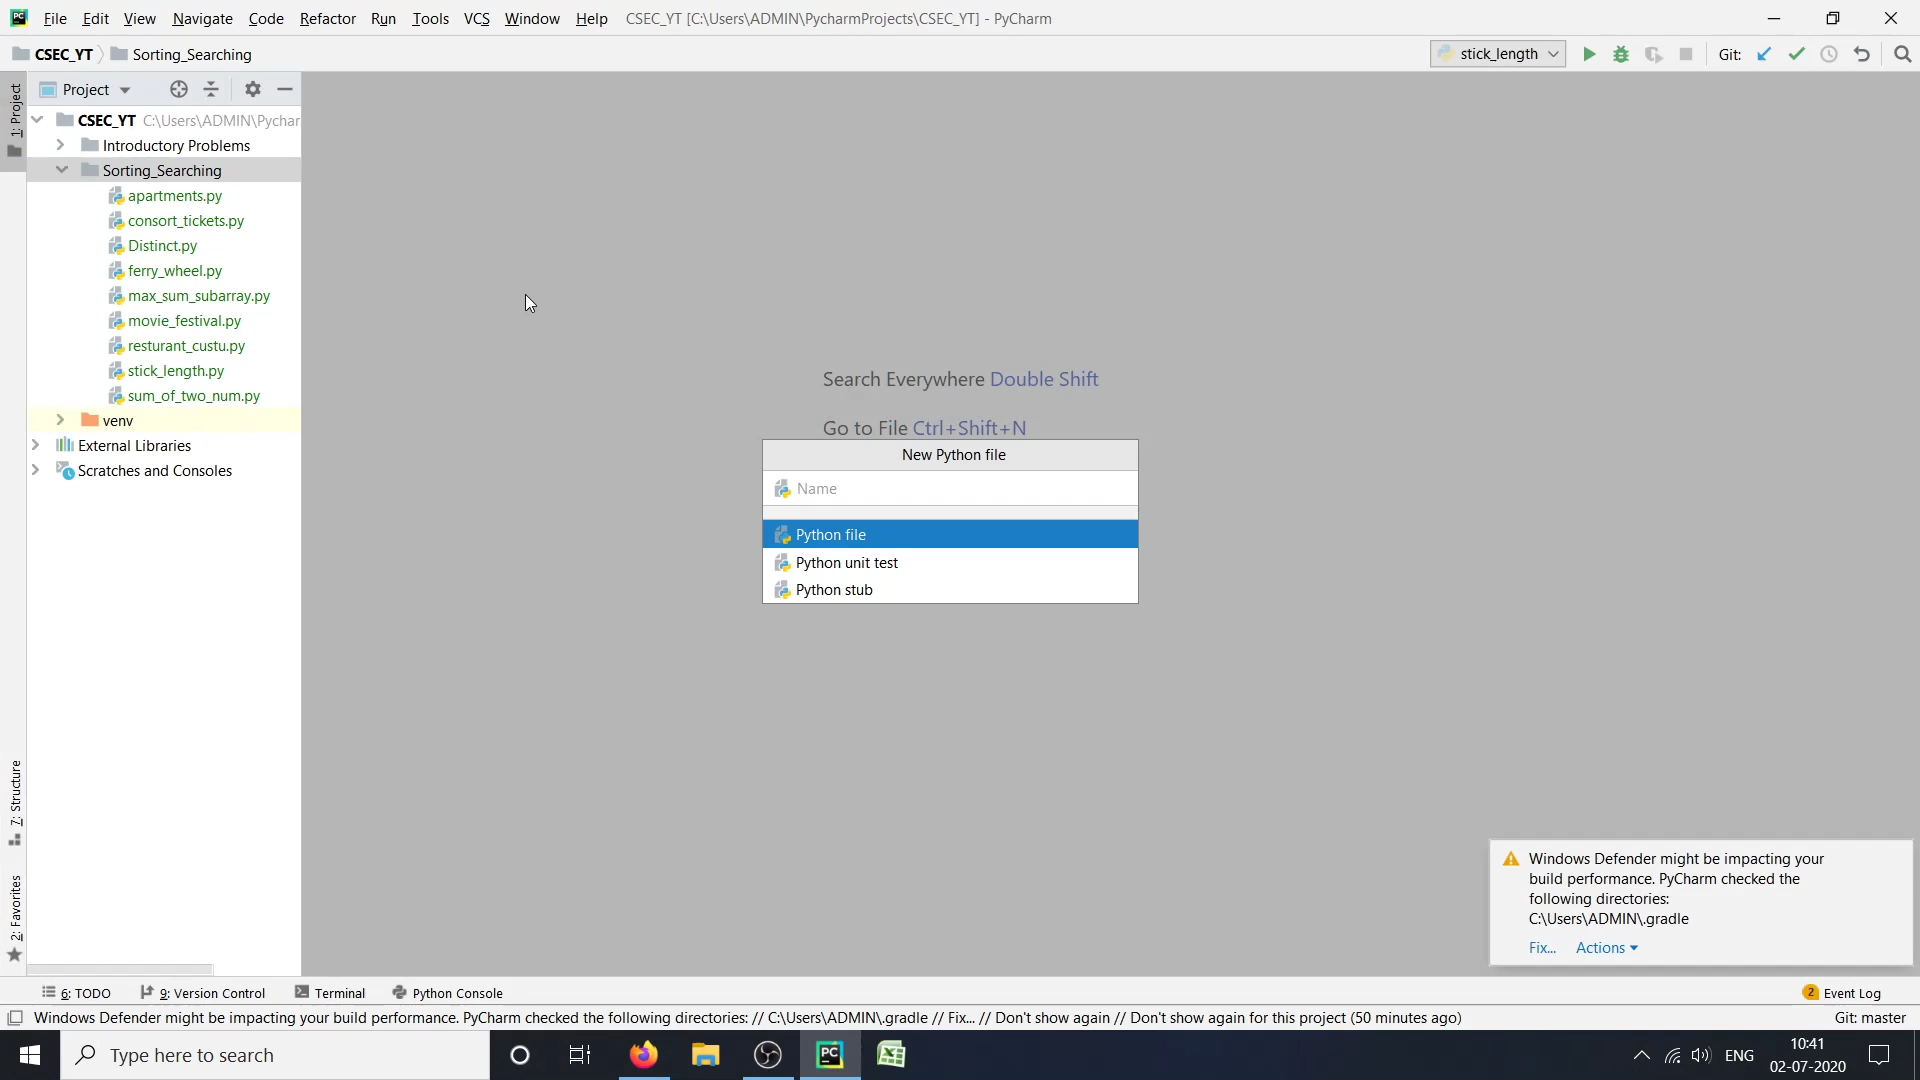 PC File Edit View Navigate Code Refactor Run Tools VCS Window Help CSEC_YT [C:\Users\ADMIN\PycharmProjects\CSEC_YT] - PyCharm
CSEC_YT Sorting_Searching stick_length Git:
1: Project
Project
CSEC_YT C:\Users\ADMIN\Pychar
Introductory Problems
Sorting_Searching
apartments.py
consort_tickets.py
Distinct.py
ferry_wheel.py
max_sum_subarray.py
movie_festival.py
resturant_custu.py
stick_length.py
sum_of_two_num.py
venv
External Libraries
Scratches and Consoles
Search Everywhere Double Shift
Go to File Ctrl+Shift+N
New Python file
Name
Python file
Python unit test
Python stub
7: Structure
2: Favorites
Windows Defender might be impacting your
build performance. PyCharm checked the
following directories:
C:\Users\ADMIN\.gradle
Fix... Actions
6: TODO 9: Version Control Terminal Python Console 2 Event Log
Windows Defender might be impacting your build performance. PyCharm checked the following directories: // C:\Users\ADMIN\.gradle // Fix... // Don't show again // Don't show again for this project (50 minutes ago) Git: master
Type here to search PC ENG
10:41
02-07-2020